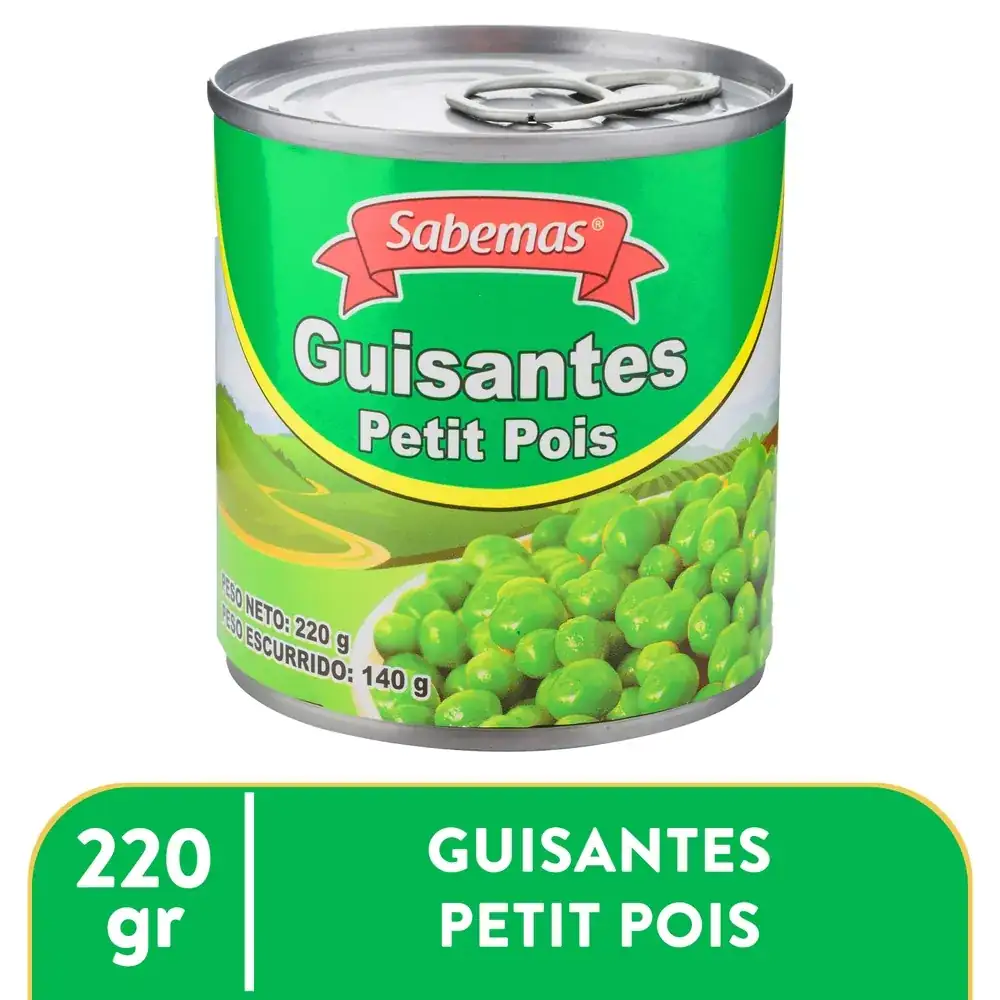 Sabemas®
Guisantes
Petit Pois
PESO NETO: 220 g
PESO ESCURRIDO: 140 g
220
gr
GUISANTES
PETIT POIS